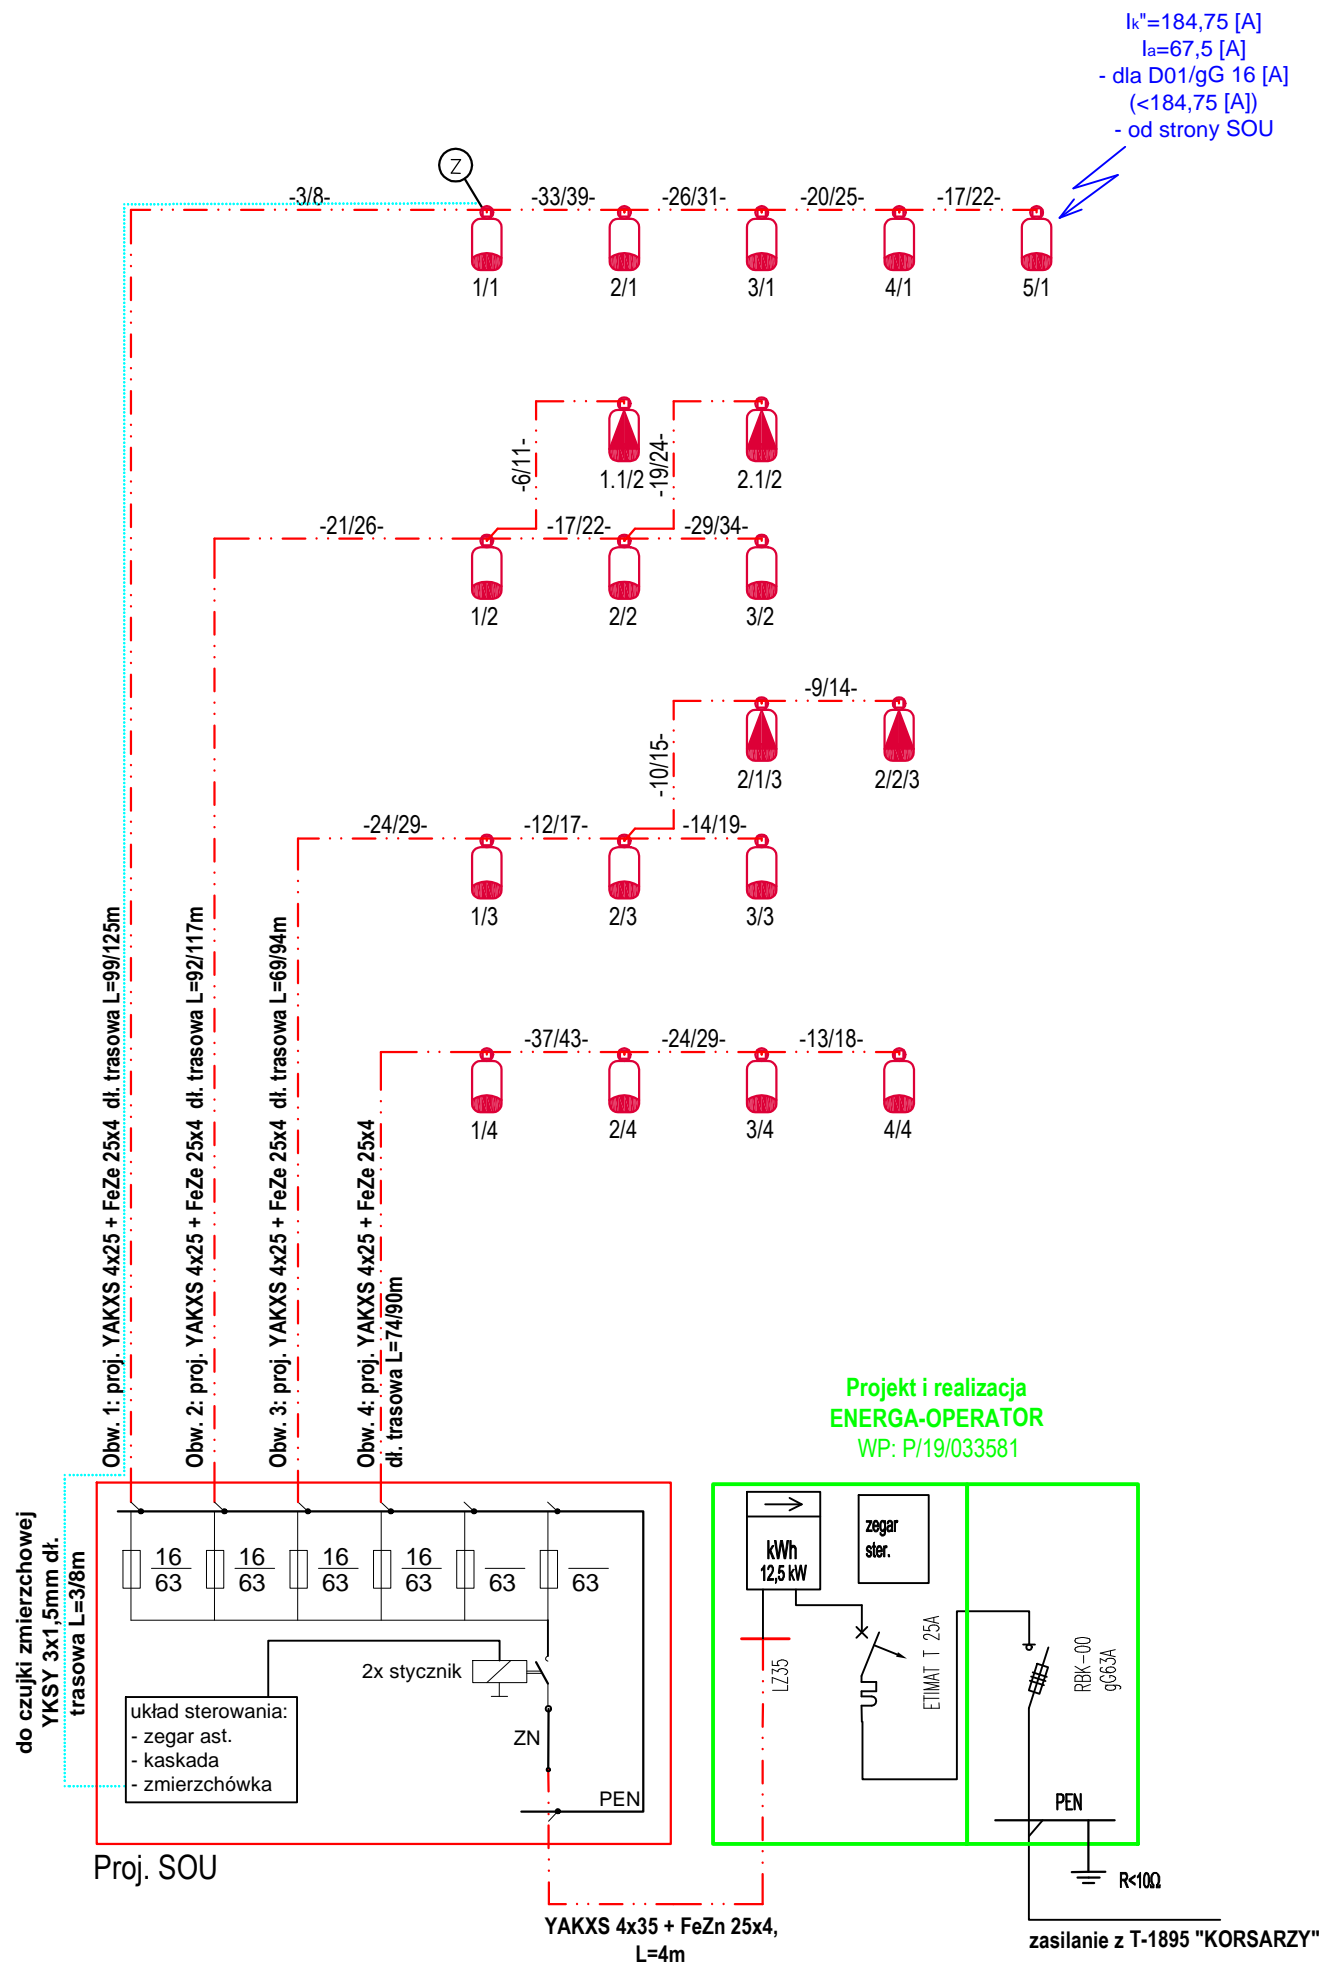 Ik"=184,75 [A]
Ia=67,5 [A]
- dla D01/gG 16 [A]
(<184,75 [A])
- od strony SOU
Z
-3/8-
-33/39-
-26/31-
-20/25-
-17/22-
1/1
2/1
3/1
4/1
5/1
-6/11-
-19/24-
1.1/2
2.1/2
-21/26-
-17/22-
-29/34-
1/2
2/2
3/2
-9/14-
-10/15-
2/1/3
2/2/3
-24/29-
-12/17-
-14/19-
1/3
2/3
3/3
-37/43-
-24/29-
-13/18-
1/4
2/4
3/4
4/4
Obw. 1: proj. YAKXS 4x25 + FeZe 25x4 dł. trasowa L=99/125m
Obw. 2: proj. YAKXS 4x25 + FeZe 25x4 dł. trasowa L=92/117m
Obw. 3: proj. YAKXS 4x25 + FeZe 25x4 dł. trasowa L=69/94m
Obw. 4: proj. YAKXS 4x25 + FeZe 25x4
dł. trasowa L=74/90m
do czujki zmierzchowej
YKSY 3x1,5mm dł.
trasowa L=3/8m
16
63
16
63
16
63
16
63
63
63
2x stycznik
układ sterowania:
- zegar ast.
- kaskada
- zmierzchówka
ZN
PEN
Proj. SOU
YAKXS 4x35 + FeZn 25x4,
L=4m
Projekt i realizacja
ENERGA-OPERATOR
WP: P/19/033581
kWh
12,5 kW
zegar
ster.
LZ35
ETIMAT T 25A
RBK-00
gG63A
PEN
R<10Ω
zasilanie z T-1895 "KORSARZY"